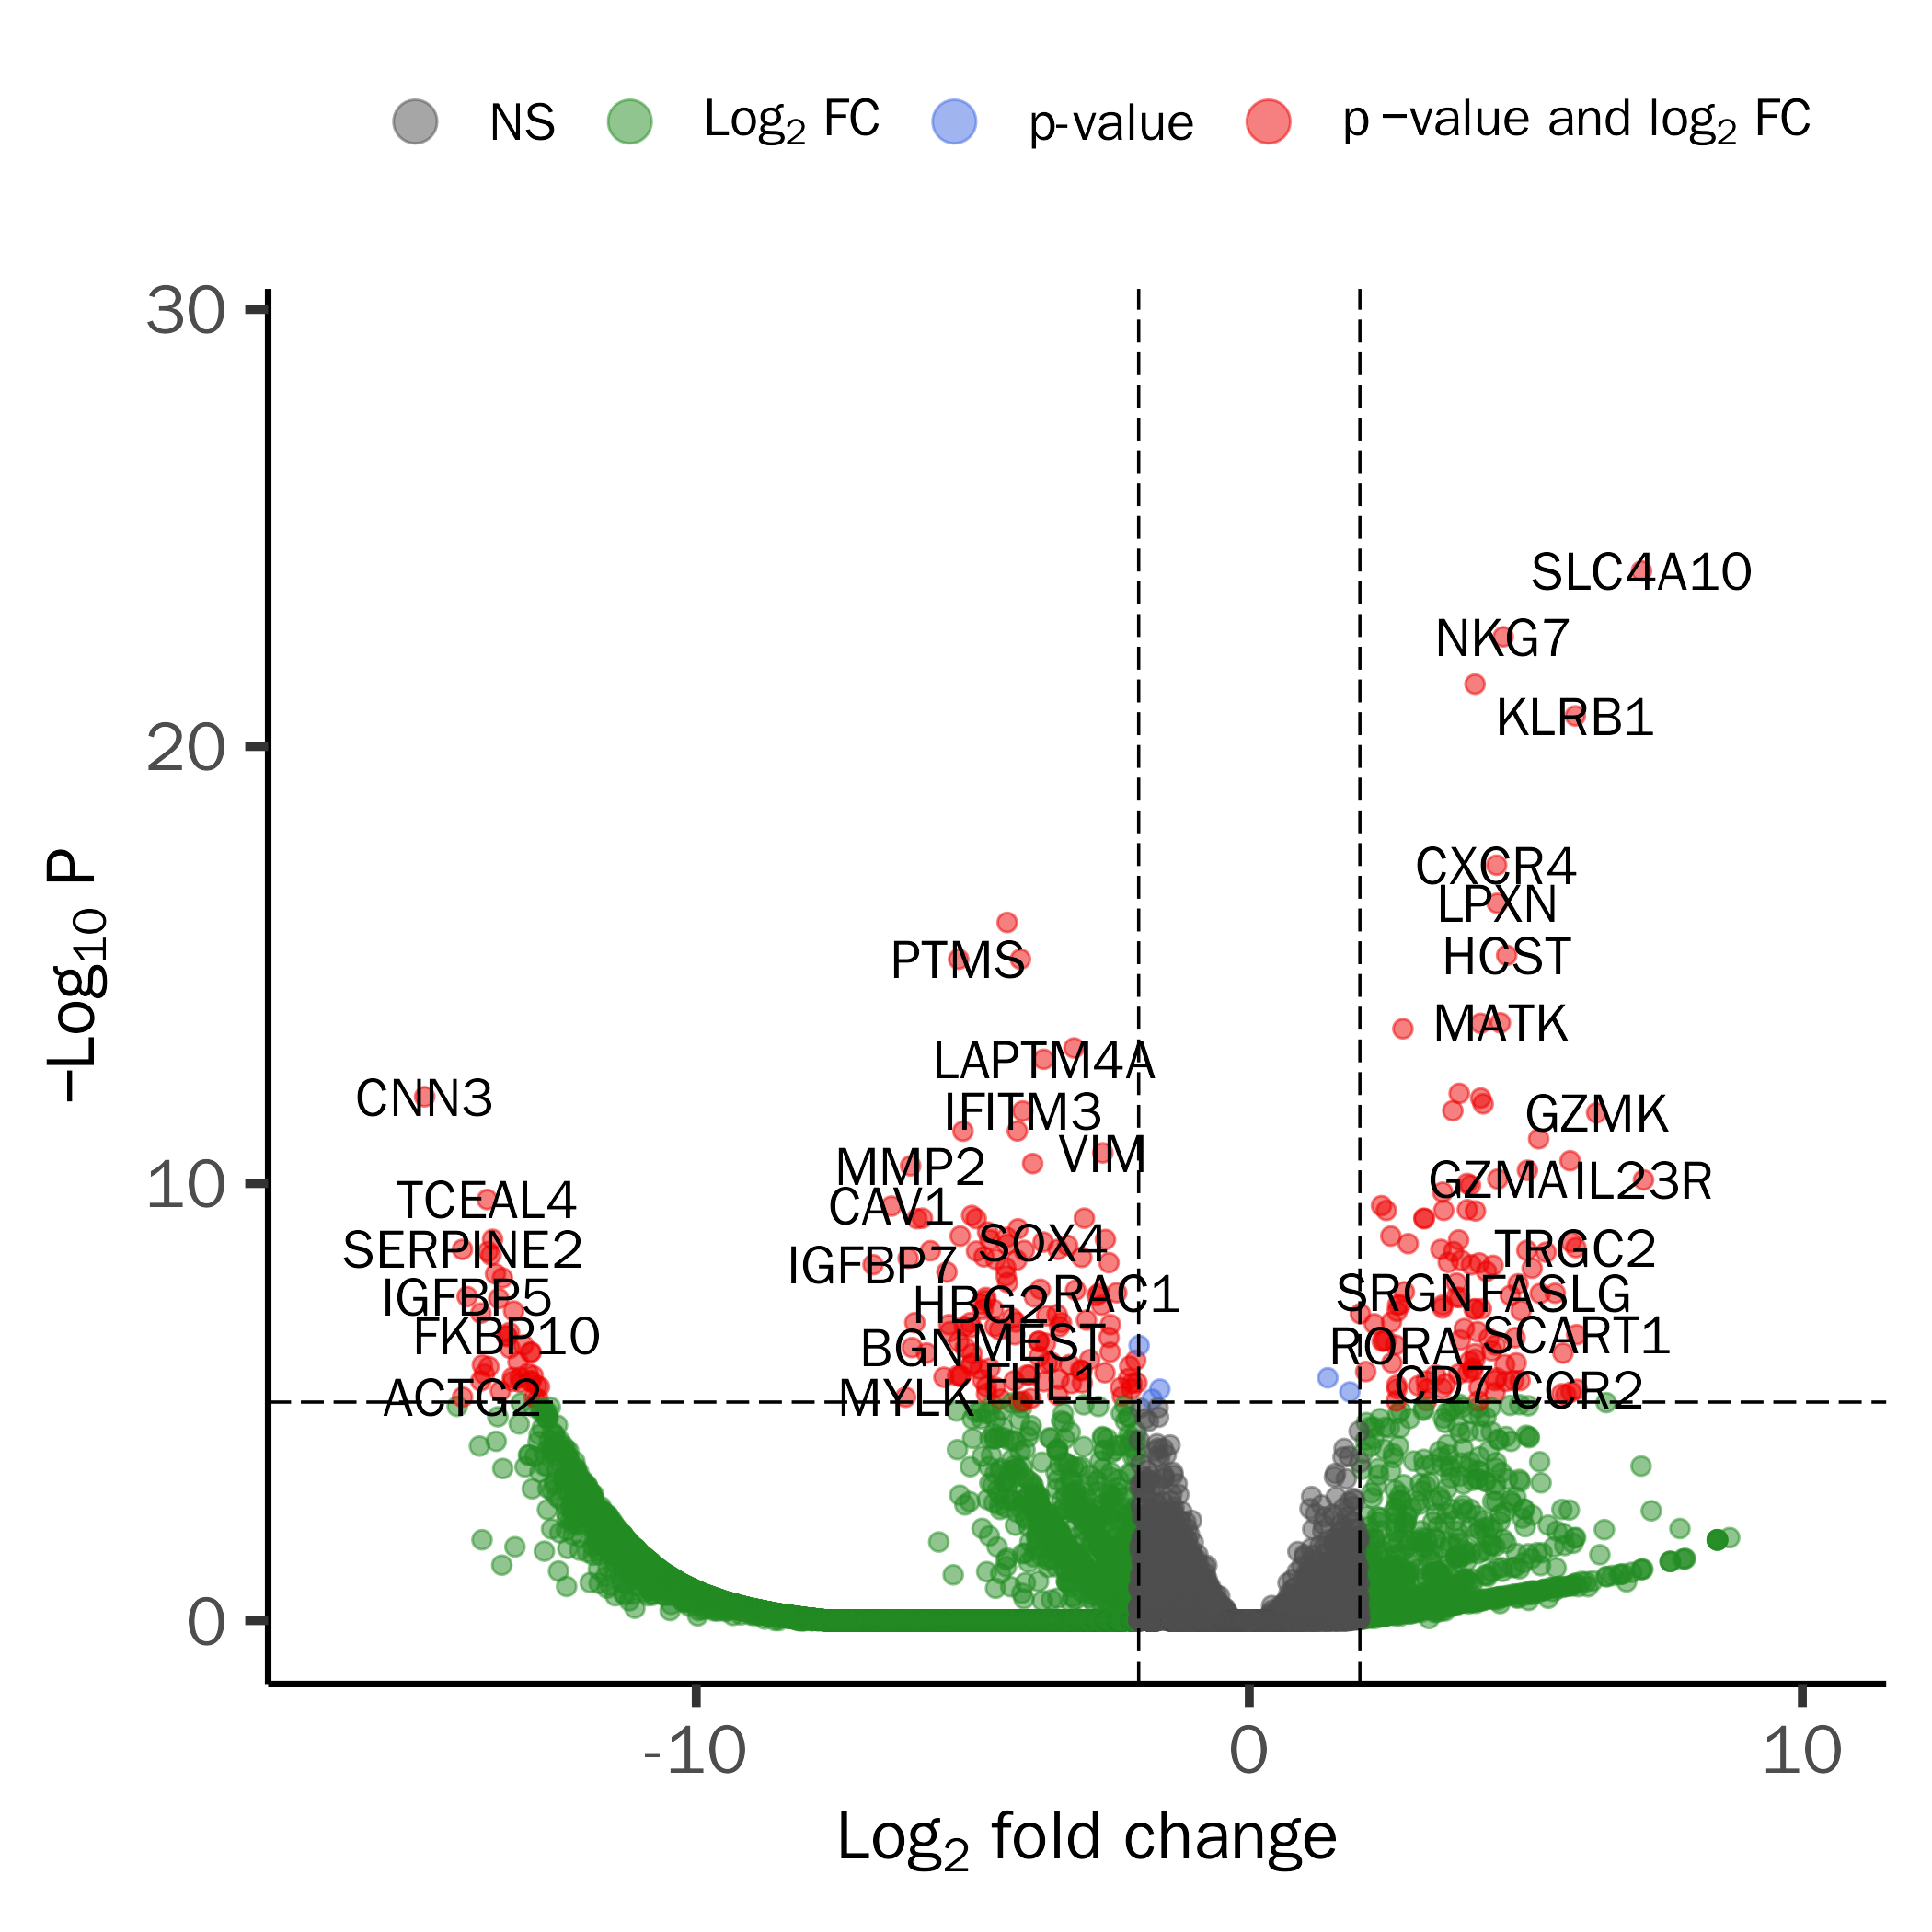 NS Log2 FC p-value p −value and log2 FC
30
SLC4A10
NKG7
KLRB1
20
CXCR4
LPXN
PTMS HCST
MATK
LAPTM4A
CNN3 IFITM3 GZMK
VIM
MMP2
−Log10 P
10
GZMA IL23R
TCEAL4 CAV1
SERPINE2 SOX4 TRGC2
IGFBP7
IGFBP5 HBG2 RAC1 SRGN FASLG
FKBP10 BGN MEST RORA SCART1
ACTG2 MYLK FHL1 CD7 CCR2
0
-10 0 10
Log2 fold change